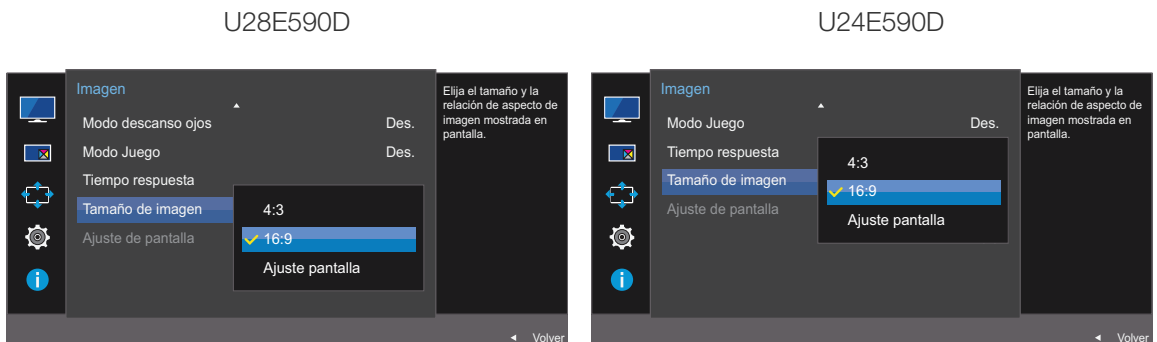 U28E590D
Imagen
Modo descanso ojos Des.
Modo Juego Des.
Tiempo respuesta
Tamaño de imagen
Ajuste de pantalla
4:3
16:9
Ajuste pantalla
Elija el tamaño y la
relación de aspecto de
imagen mostrada en
pantalla.
Volver
U24E590D
Imagen
Modo Juego Des.
Tiempo respuesta
Tamaño de imagen
Ajuste de pantalla
4:3
16:9
Ajuste pantalla
Elija el tamaño y la
relación de aspecto de
imagen mostrada en
pantalla.
Volver